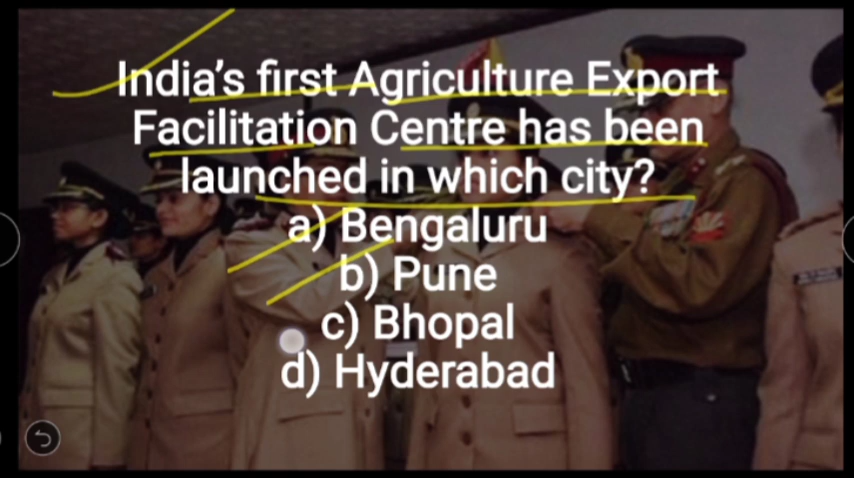 India's first Agriculture Export
Facilitation Centre has been
launched in which city?
a) Bengaluru
b) Pune
c) Bhopal
d) Hyderabad